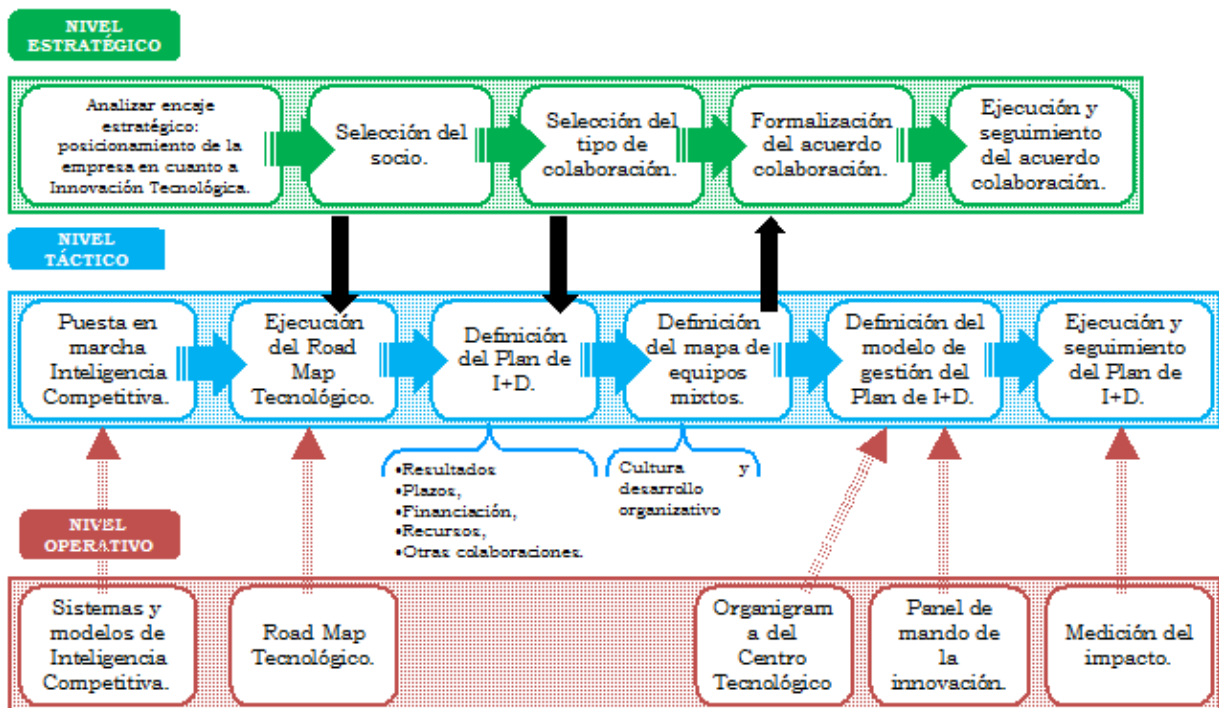 NIVEL
ESTRATÉGICO
Analizar encaje
estratégico:
posicionamiento de la
empresa en cuanto a
Innovación Tecnológica.
Selección del
socio.
Selección del
tipo de
colaboración.
Formalización
del acuerdo
colaboración.
Ejecución y
seguimiento
del acuerdo
colaboración.
NIVEL
TÁCTICO
Puesta en
marcha
Inteligencia
Competitiva.
Ejecución
del Road
Map
Tecnológico.
Definición
del Plan de
I+D.
Definición
del mapa de
equipos
mixtos.
Definición del
modelo de
gestión del
Plan de I+D.
Ejecución y
seguimiento
del Plan de
I+D.
•Resultados
•Plazos,
•Financiación,
•Recursos,
•Otras colaboraciones.
Cultura y
desarrollo
organizativo
NIVEL
OPERATIVO
Sistemas y
modelos de
Inteligencia
Competitiva.
Road Map
Tecnológico.
Organigram
a del
Centro
Tecnológico
Panel de
mando de
la
innovación.
Medición del
impacto.